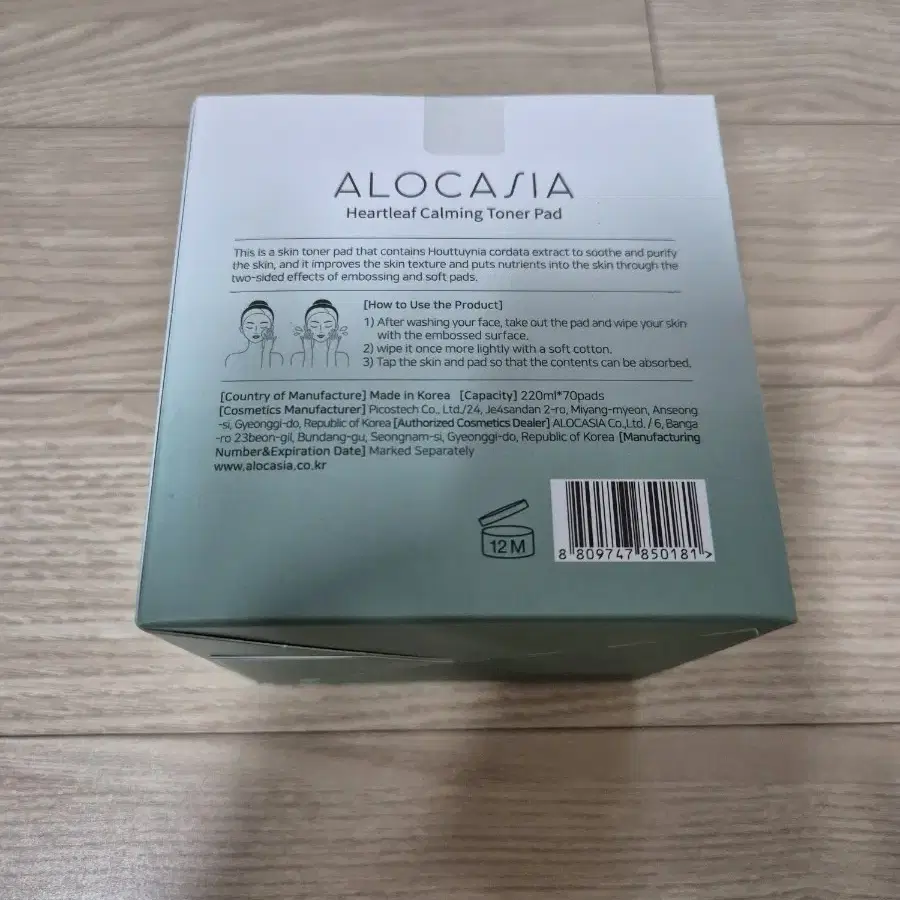 ALOCASIA
Heartleaf Calming Toner Pad
This is a skin toner pad that contains Houttuynia cordata extract to soothe and purify
the skin, and it improves the skin texture and puts nutrients into the skin through the
two-sided effects of embossing and soft pads.
[How to Use the Product]
1) After washing your face, take out the pad and wipe your skin
with the embossed surface.
2) wipe it once more lightly with a soft cotton.
3) Tap the skin and pad so that the contents can be absorbed.
[Country of Manufacture] Made in Korea [Capacity] 220ml*70pads
[Cosmetics Manufacturer] Picostech Co., Ltd./24, Je4sandan 2-ro, Miyang-myeon, Anseong
-si, Gyeonggi-do, Republic of Korea [Authorized Cosmetics Dealer] ALOCASIA Co.,Ltd. / 6, Banga
-ro 23beon-gil, Bundang-gu, Seongnam-si, Gyeonggi-do, Republic of Korea [Manufacturing
Number&Expiration Date] Marked Separately
www.alocasia.co.kr
12M
8 809747 850181 >